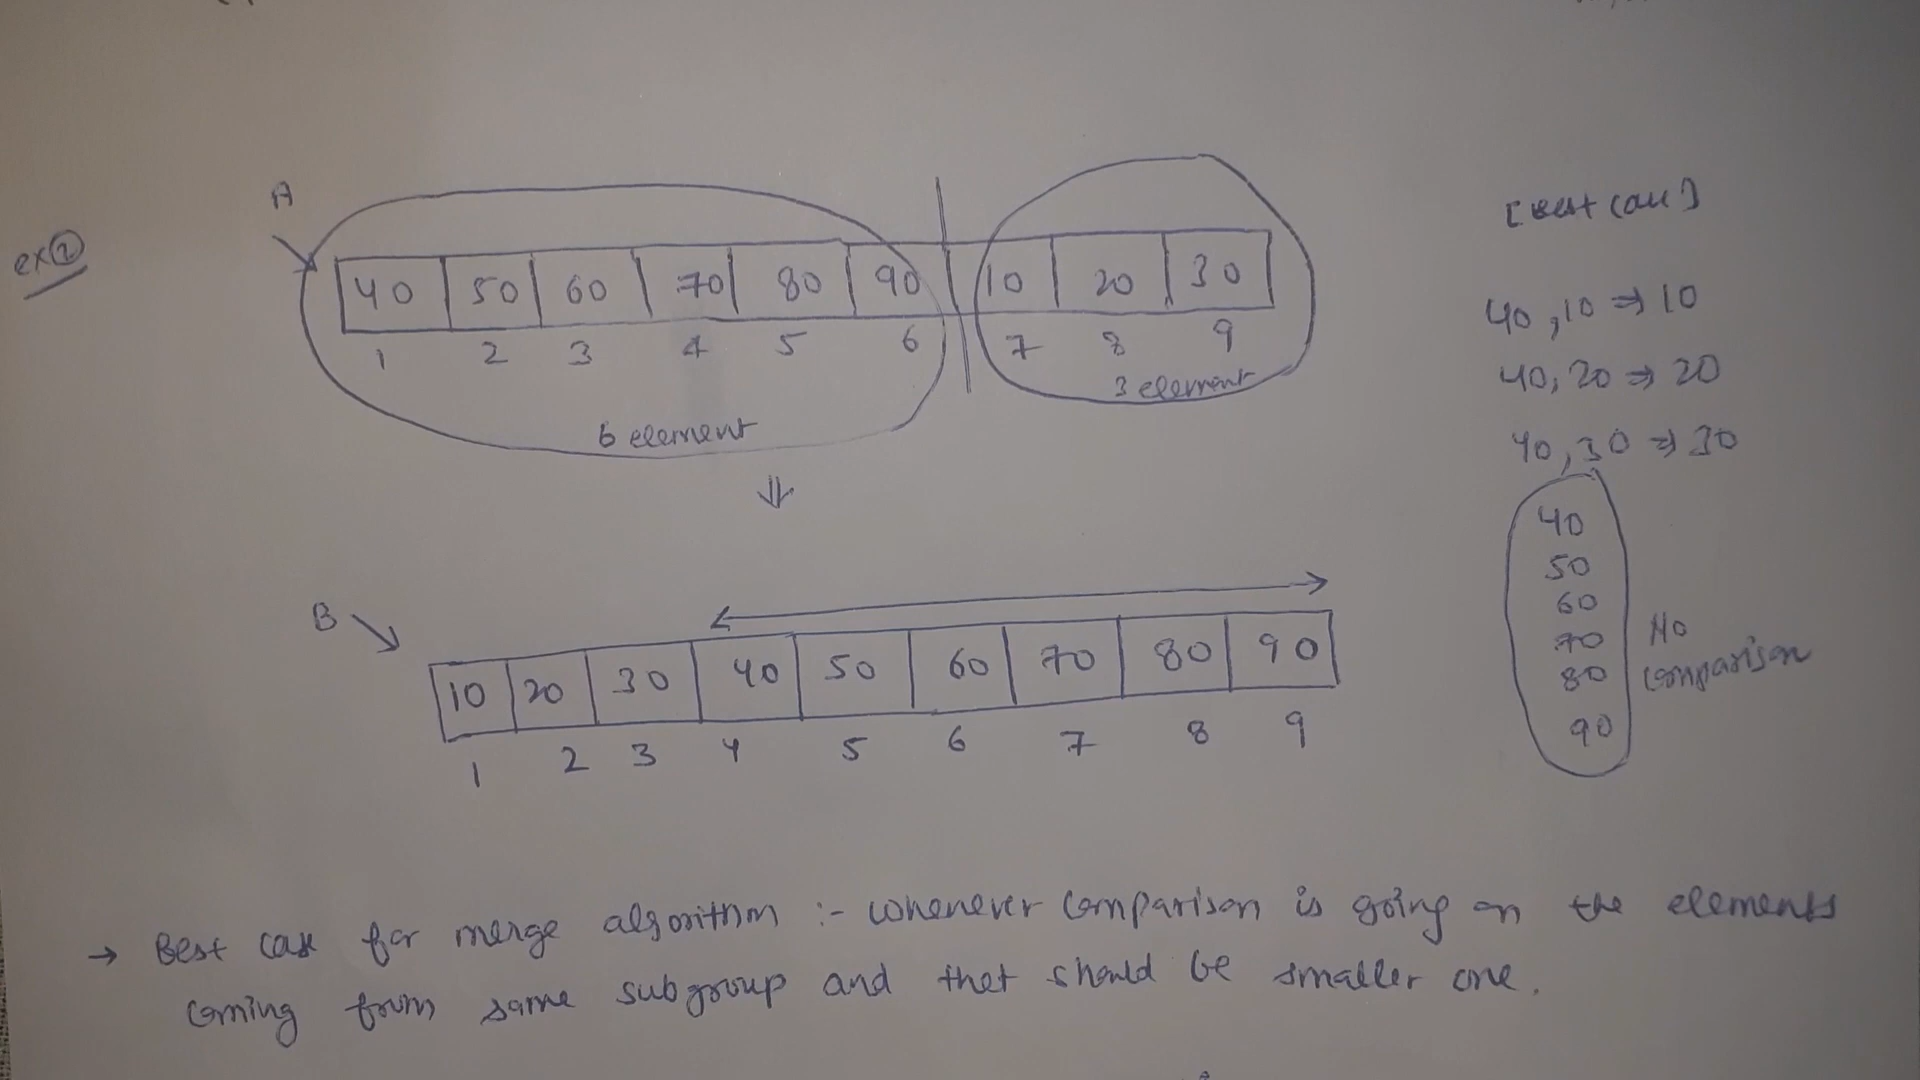 ex②
A
40 50 60 70 80 90 10 20 30
1 2 3 4 5 6 7 8 9
6 element
3 element
⇓
B
10 20 30 40 50 60 70 80 90
1 2 3 4 5 6 7 8 9
[Best case]
40, 10 ⇒ 10
40, 20 ⇒ 20
40, 30 ⇒ 30
40
50
60
70
80
90
No
comparison
→ Best case for merge algorithm :- whenever comparison is going on the elements
coming from same subgroup and that should be smaller one.